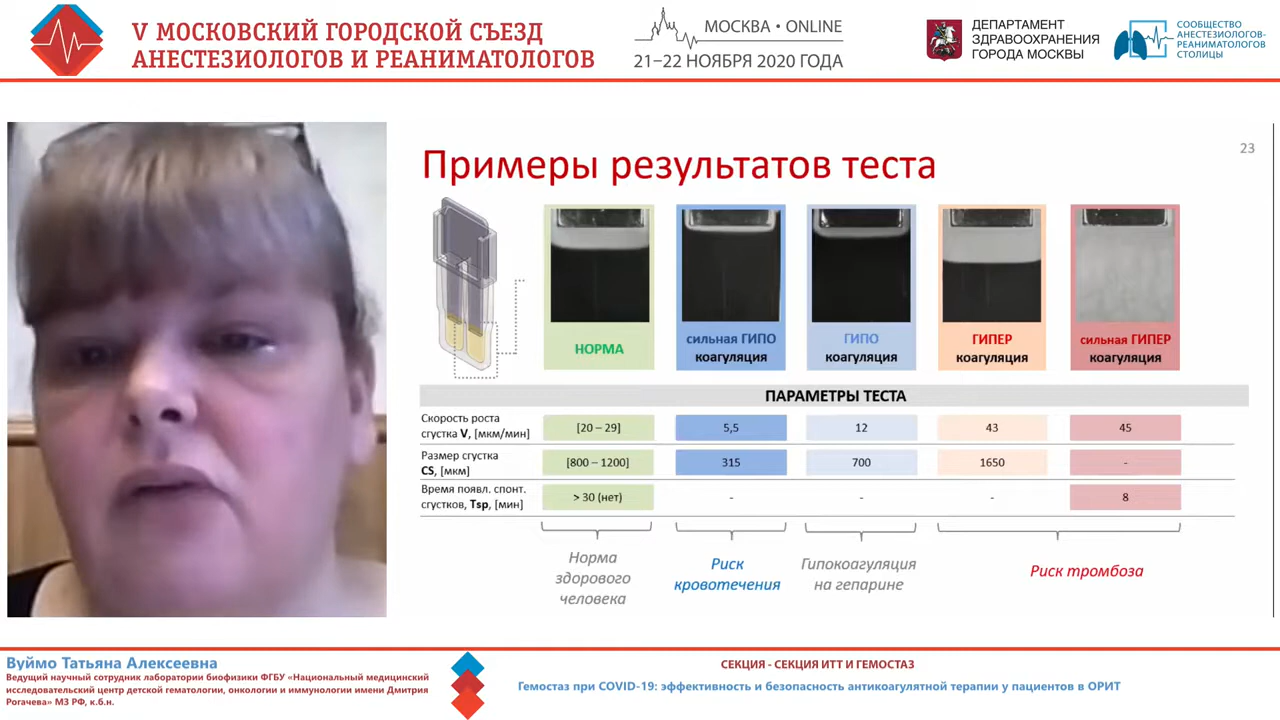 V МОСКОВСКИЙ ГОРОДСКОЙ СЪЕЗД
АНЕСТЕЗИОЛОГОВ И РЕАНИМАТОЛОГОВ
МОСКВА • ONLINE
21–22 НОЯБРЯ 2020 ГОДА
ДЕПАРТАМЕНТ
ЗДРАВООХРАНЕНИЯ
ГОРОДА МОСКВЫ
СООБЩЕСТВО
АНЕСТЕЗИОЛОГОВ-
РЕАНИМАТОЛОГОВ
СТОЛИЦЫ
23
Примеры результатов теста
НОРМА
сильная ГИПО
коагуляция
ГИПО
коагуляция
ГИПЕР
коагуляция
сильная ГИПЕР
коагуляция
ПАРАМЕТРЫ ТЕСТА
Скорость роста
сгустка V, [мкм/мин]
[20 – 29]
5,5
12
43
45
Размер сгустка
CS, [мкм]
[800 – 1200]
315
700
1650
-
Время появл. спонт.
сгустков, Tsp, [мин]
> 30 (нет)
-
-
-
8
Норма
здорового
человека
Риск
кровотечения
Гипокоагуляция
на гепарине
Риск тромбоза
Вуймо Татьяна Алексеевна
Ведущий научный сотрудник лаборатории биофизики ФГБУ «Национальный медицинский
исследовательский центр детской гематологии, онкологии и иммунологии имени Дмитрия
Рогачева» МЗ РФ, к.б.н.
СЕКЦИЯ - СЕКЦИЯ ИТТ И ГЕМОСТАЗ
Гемостаз при COVID-19: эффективность и безопасность антикоагулятной терапии у пациентов в ОРИТ